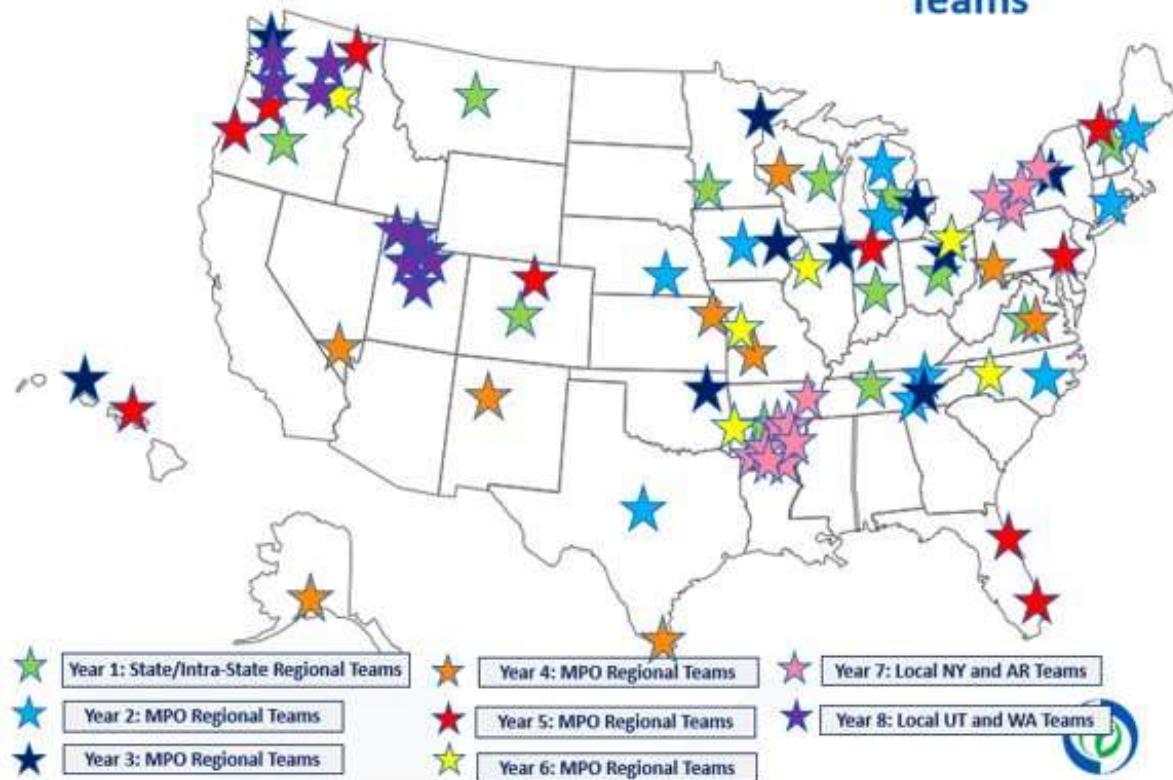 Teams
Year 1: State/Intra-State Regional Teams
Year 2: MPO Regional Teams
Year 3: MPO Regional Teams
Year 4: MPO Regional Teams
Year 5: MPO Regional Teams
Year 6: MPO Regional Teams
Year 7: Local NY and AR Teams
Year 8: Local UT and WA Teams